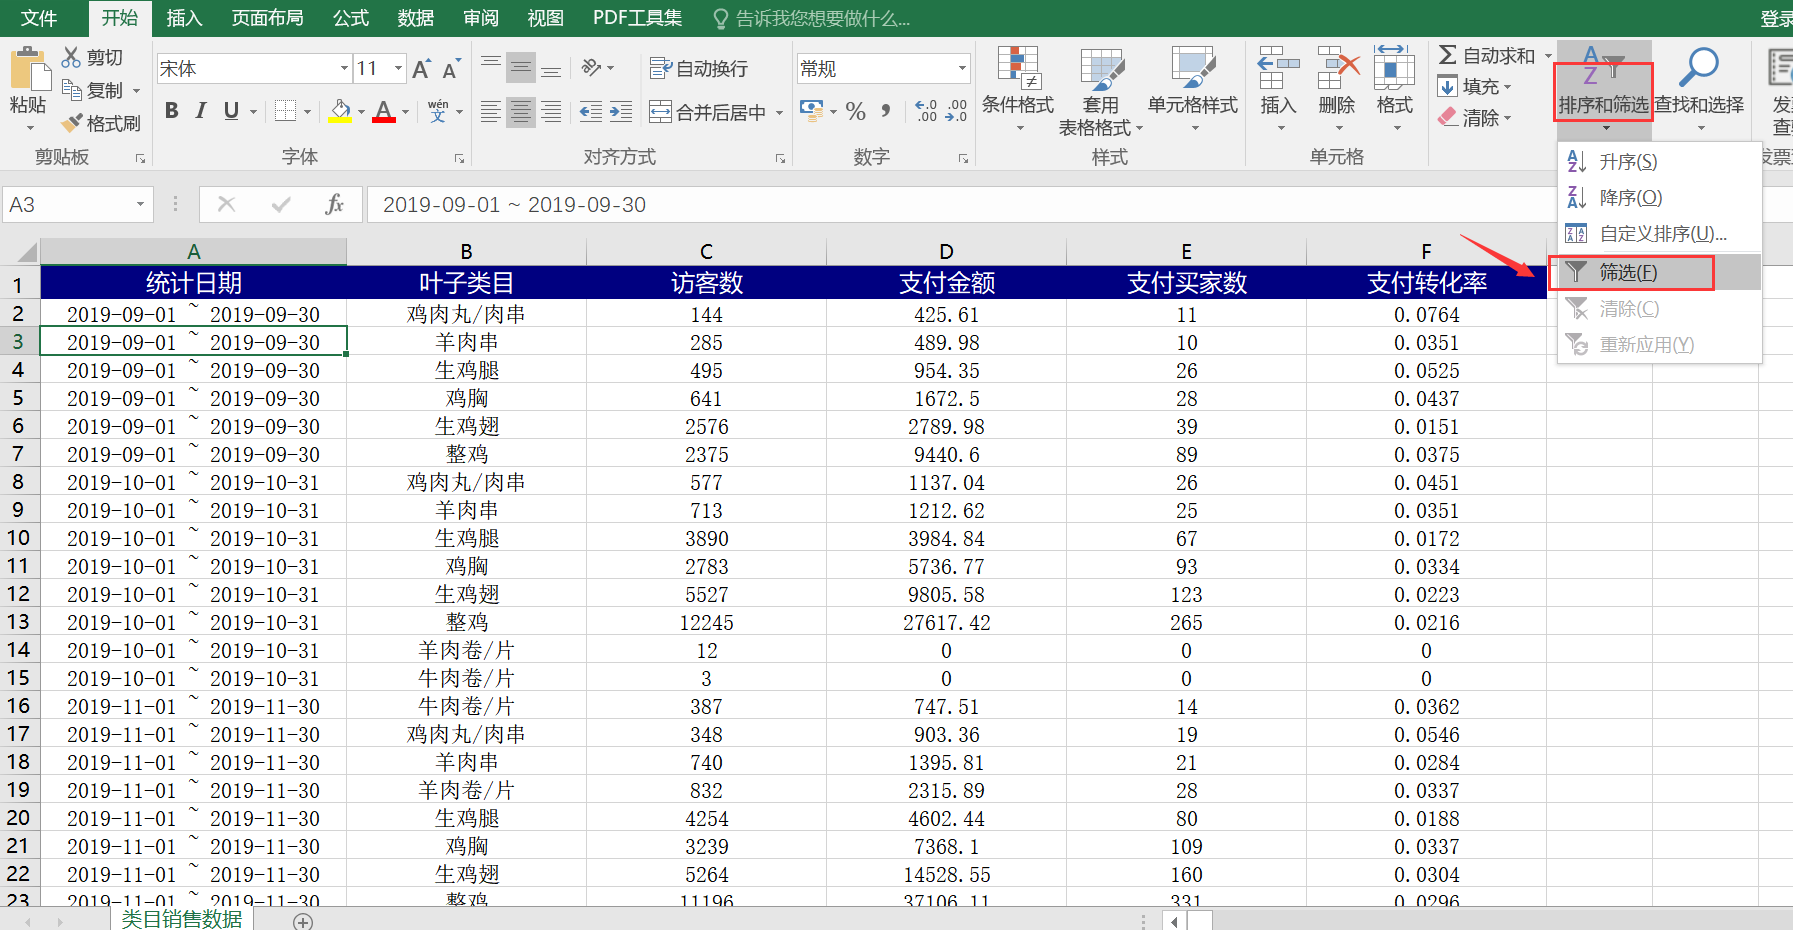 文件 开始 插入 页面布局 公式 数据 审阅 视图 PDF工具集 告诉我您想要做什么... 登录
剪切
复制
格式刷
粘贴
剪贴板
宋体 11
B I U A wén 文
字体
自动换行
合并后居中
对齐方式
常规
% , .00
数字
条件格式 套用 表格格式 单元格样式
样式
插入 删除 格式
单元格
Σ 自动求和
填充
清除
排序和筛选 查找和选择
升序(S)
降序(O)
自定义排序(U)...
筛选(F)
清除(C)
重新应用(Y)
A3 fx 2019-09-01 ~ 2019-09-30
A B C D E F
1 统计日期 叶子类目 访客数 支付金额 支付买家数 支付转化率
2 2019-09-01 ~ 2019-09-30 鸡肉丸/肉串 144 425.61 11 0.0764
3 2019-09-01 ~ 2019-09-30 羊肉串 285 489.98 10 0.0351
4 2019-09-01 ~ 2019-09-30 生鸡腿 495 954.35 26 0.0525
5 2019-09-01 ~ 2019-09-30 鸡胸 641 1672.5 28 0.0437
6 2019-09-01 ~ 2019-09-30 生鸡翅 2576 2789.98 39 0.0151
7 2019-09-01 ~ 2019-09-30 整鸡 2375 9440.6 89 0.0375
8 2019-10-01 ~ 2019-10-31 鸡肉丸/肉串 577 1137.04 26 0.0451
9 2019-10-01 ~ 2019-10-31 羊肉串 713 1212.62 25 0.0351
10 2019-10-01 ~ 2019-10-31 生鸡腿 3890 3984.84 67 0.0172
11 2019-10-01 ~ 2019-10-31 鸡胸 2783 5736.77 93 0.0334
12 2019-10-01 ~ 2019-10-31 生鸡翅 5527 9805.58 123 0.0223
13 2019-10-01 ~ 2019-10-31 整鸡 12245 27617.42 265 0.0216
14 2019-10-01 ~ 2019-10-31 羊肉卷/片 12 0 0 0
15 2019-10-01 ~ 2019-10-31 牛肉卷/片 3 0 0 0
16 2019-11-01 ~ 2019-11-30 牛肉卷/片 387 747.51 14 0.0362
17 2019-11-01 ~ 2019-11-30 鸡肉丸/肉串 348 903.36 19 0.0546
18 2019-11-01 ~ 2019-11-30 羊肉串 740 1395.81 21 0.0284
19 2019-11-01 ~ 2019-11-30 羊肉卷/片 832 2315.89 28 0.0337
20 2019-11-01 ~ 2019-11-30 生鸡腿 4254 4602.44 80 0.0188
21 2019-11-01 ~ 2019-11-30 鸡胸 3239 7368.1 109 0.0337
22 2019-11-01 ~ 2019-11-30 生鸡翅 5264 14528.55 160 0.0304
23 2019-11-01 ~ 2019-11-30 整鸡 11196 37106.11 331 0.0296
类目销售数据